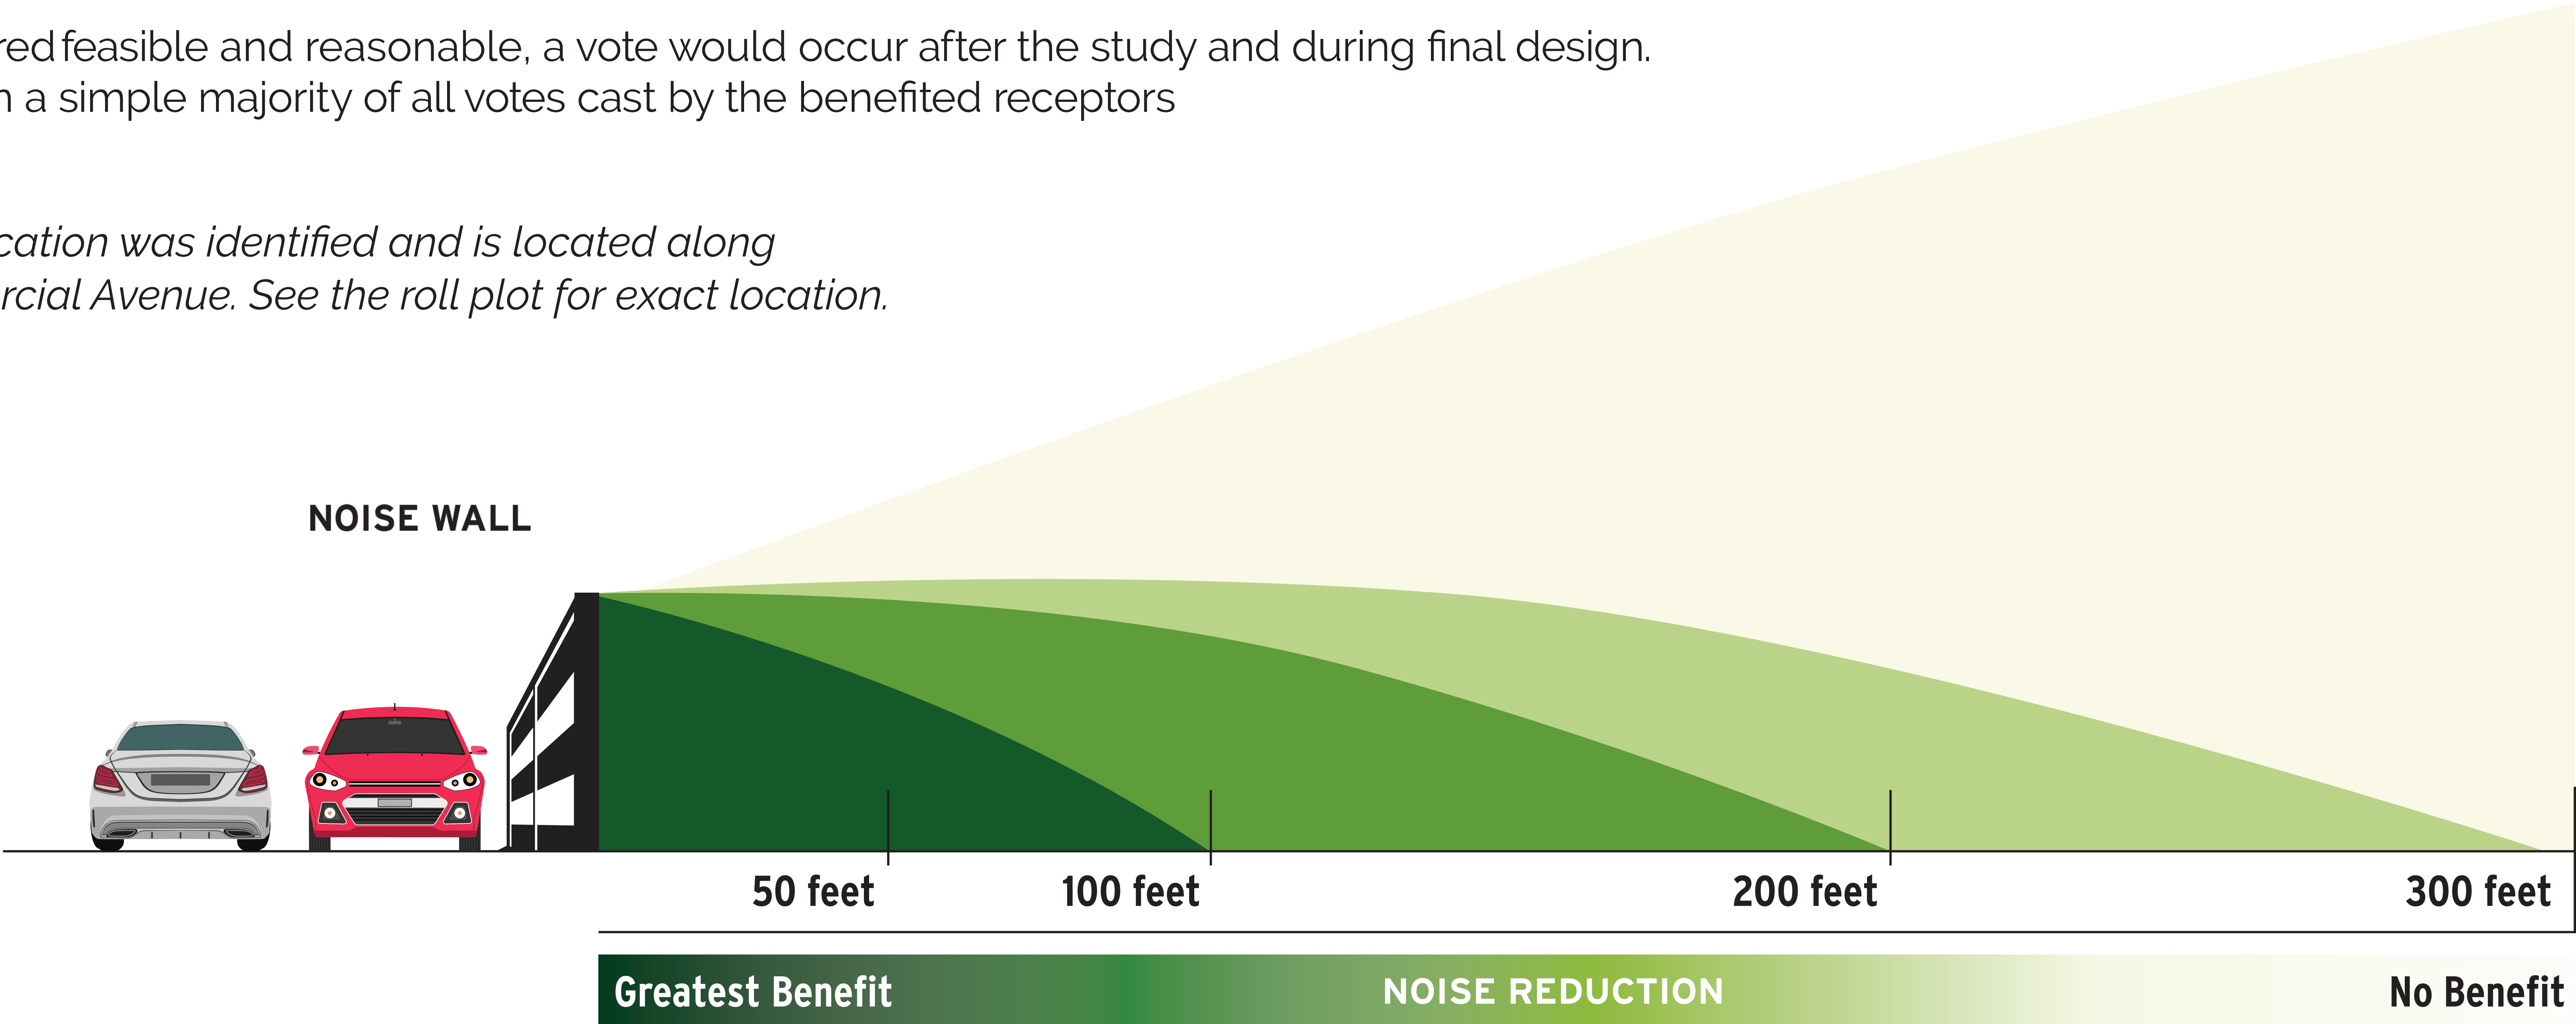 red feasible and reasonable, a vote would occur after the study and during final design.
a simple majority of all votes cast by the benefited receptors
cation was identified and is located along
rcial Avenue. See the roll plot for exact location.
NOISE WALL
50 feet
100 feet
200 feet
300 feet
Greatest Benefit
NOISE REDUCTION
No Benefit